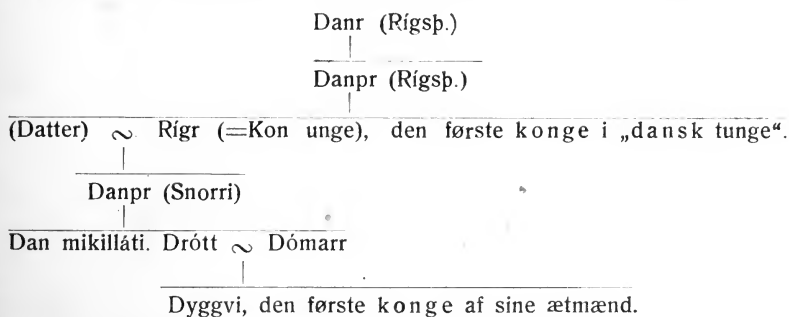 Danr (Rígsþ.)
Danpr (Rígsþ.)
(Datter) ~ Rígr (=Kon unge), den første konge i „dansk tunge“.
Danpr (Snorri)
Dan mikilláti. Drótt ~ Dómarr
Dyggvi, den første konge af sine ætmænd.